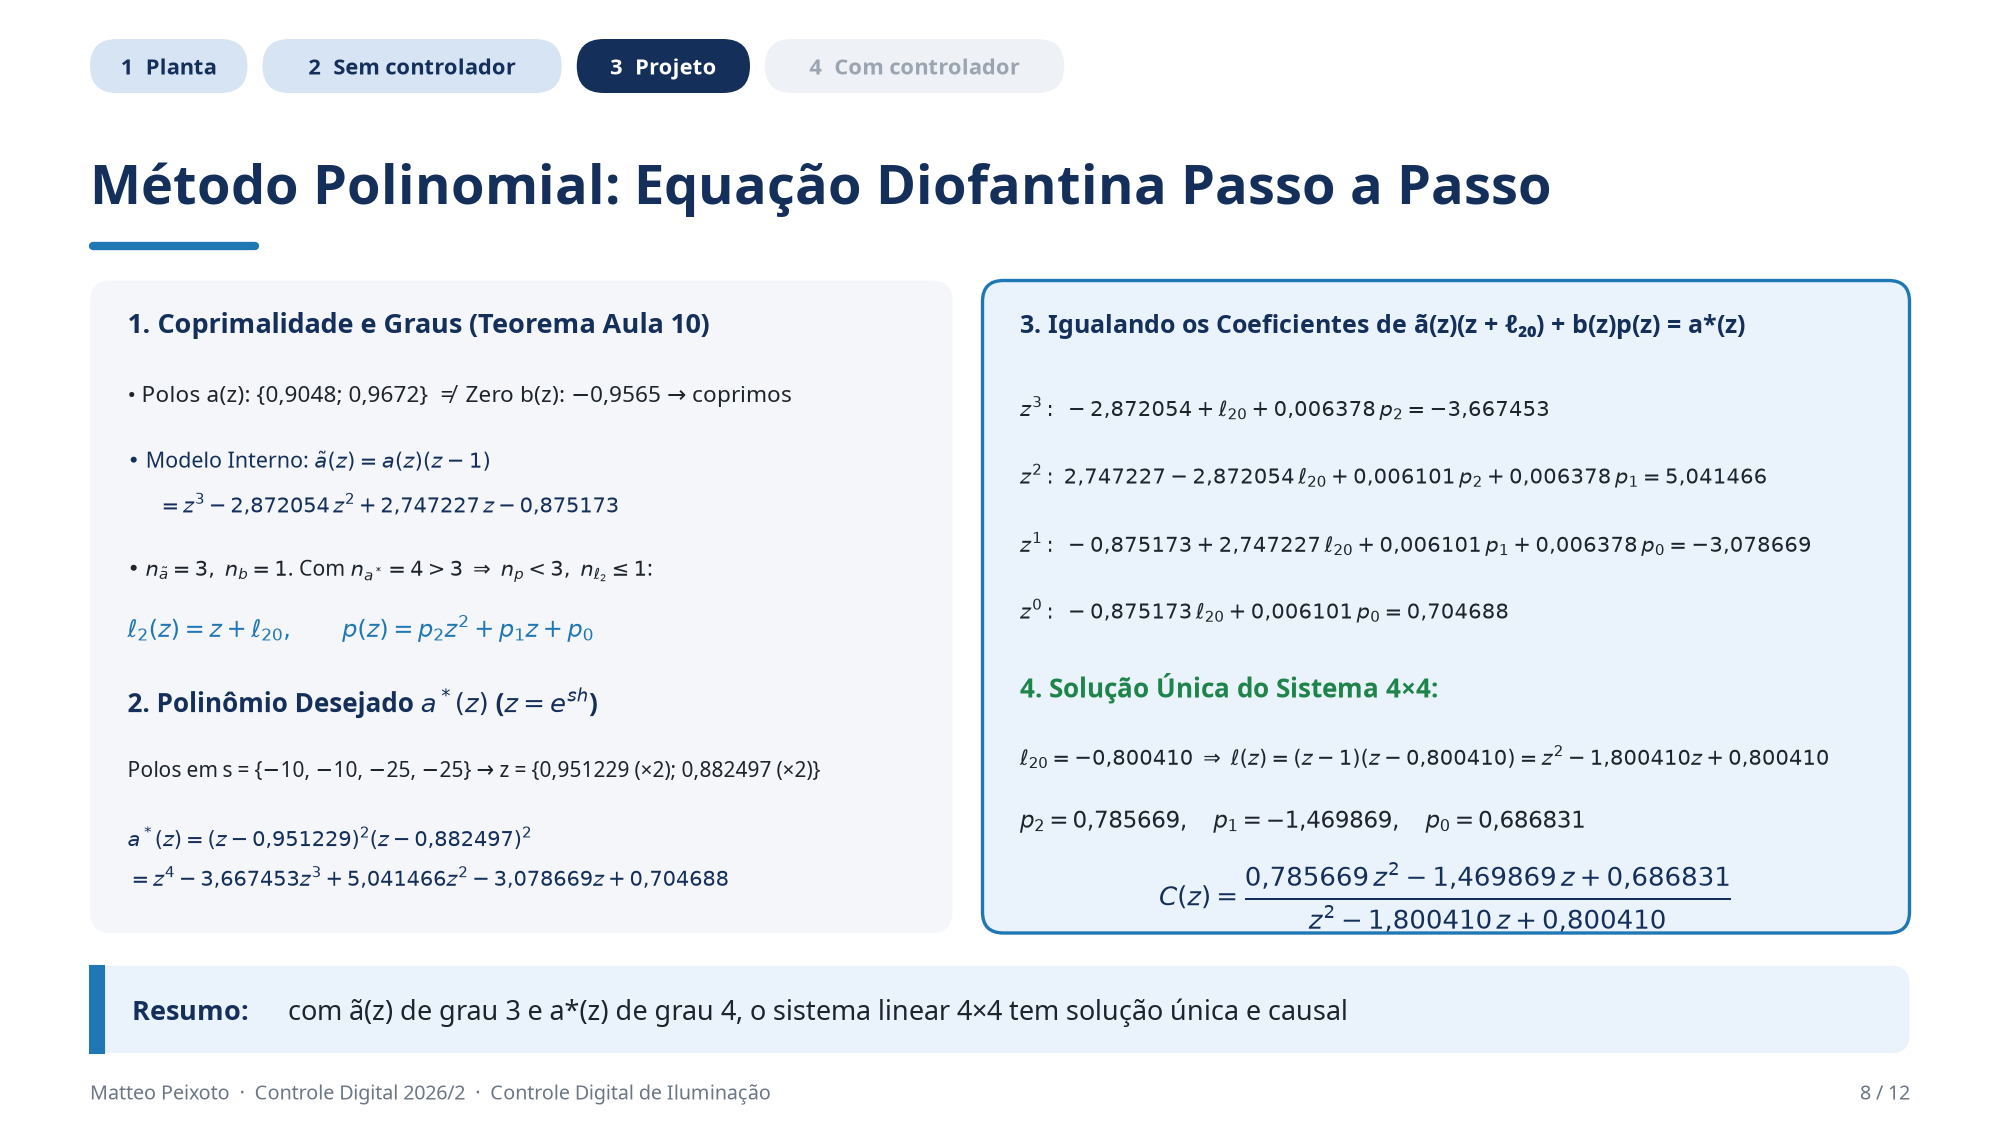 1 Planta
2 Sem controlador
3 Projeto
4 Com controlador
Método Polinomial: Equação Diofantina Passo a Passo
1. Coprimalidade e Graus (Teorema Aula 10)
• Polos a(z): {0,9048; 0,9672} ≠ Zero b(z): −0,9565 → coprimos
• Modelo Interno: ã(z) = a(z)(z − 1)
= z³ − 2,872054 z² + 2,747227 z − 0,875173
• n_ã = 3, n_b = 1. Com n_{a*} = 4 > 3 ⇒ n_p < 3, n_{ℓ₂} ≤ 1:
ℓ₂(z) = z + ℓ₂₀, p(z) = p₂z² + p₁z + p₀
2. Polinômio Desejado a*(z) (z = e^{sh})
Polos em s = {−10, −10, −25, −25} → z = {0,951229 (×2); 0,882497 (×2)}
a*(z) = (z − 0,951229)²(z − 0,882497)²
= z⁴ − 3,667453z³ + 5,041466z² − 3,078669z + 0,704688
3. Igualando os Coeficientes de ã(z)(z + ℓ₂₀) + b(z)p(z) = a*(z)
z³ : − 2,872054 + ℓ₂₀ + 0,006378 p₂ = −3,667453
z² : 2,747227 − 2,872054 ℓ₂₀ + 0,006101 p₂ + 0,006378 p₁ = 5,041466
z¹ : − 0,875173 + 2,747227 ℓ₂₀ + 0,006101 p₁ + 0,006378 p₀ = −3,078669
z⁰ : − 0,875173 ℓ₂₀ + 0,006101 p₀ = 0,704688
4. Solução Única do Sistema 4×4:
ℓ₂₀ = −0,800410 ⇒ ℓ(z) = (z − 1)(z − 0,800410) = z² − 1,800410z + 0,800410
p₂ = 0,785669, p₁ = −1,469869, p₀ = 0,686831
0,785669 z² − 1,469869 z + 0,686831
C(z) =
z² − 1,800410 z + 0,800410
Resumo: com ã(z) de grau 3 e a*(z) de grau 4, o sistema linear 4×4 tem solução única e causal
Matteo Peixoto · Controle Digital 2026/2 · Controle Digital de Iluminação
8 / 12